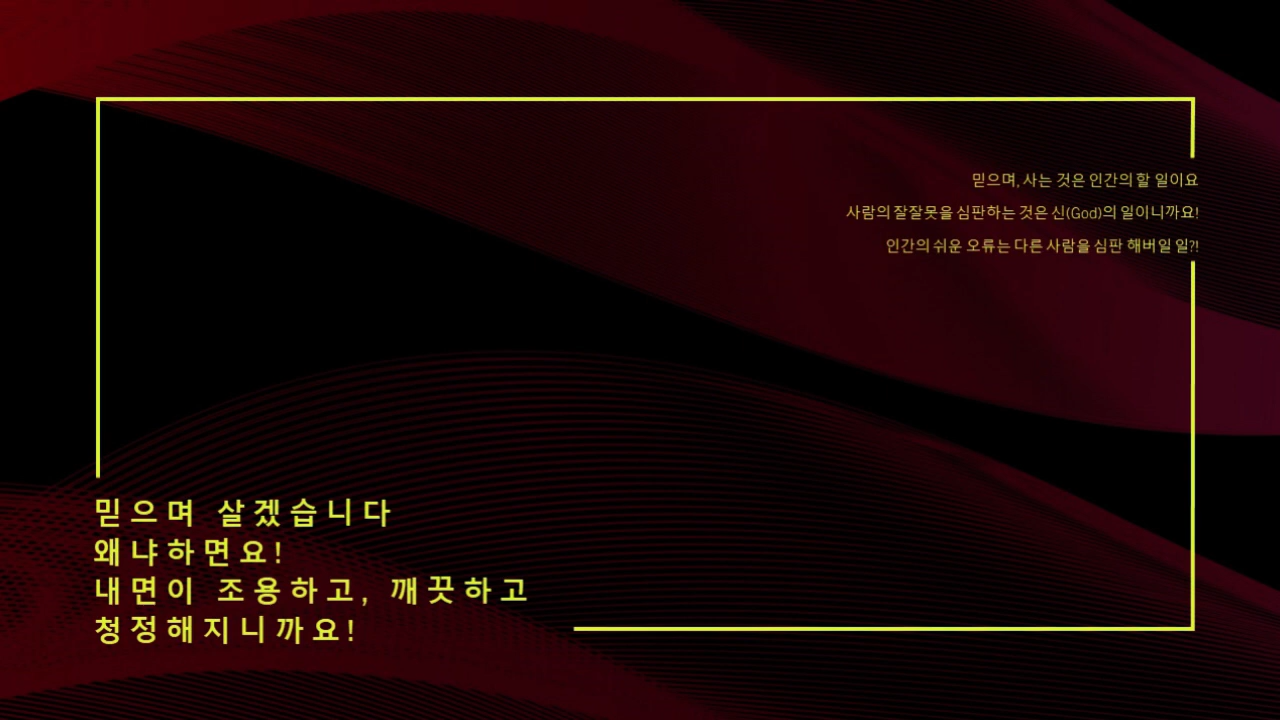 믿으며, 사는 것은 인간의 할 일이요
사람의 잘잘못을 심판하는 것은 신(God)의 일이니까요!
인간의 쉬운 오류는 다른 사람을 심판 해버일 일?!
믿으며 살겠습니다
왜냐하면요!
내면이 조용하고, 깨끗하고
청정해지니까요!